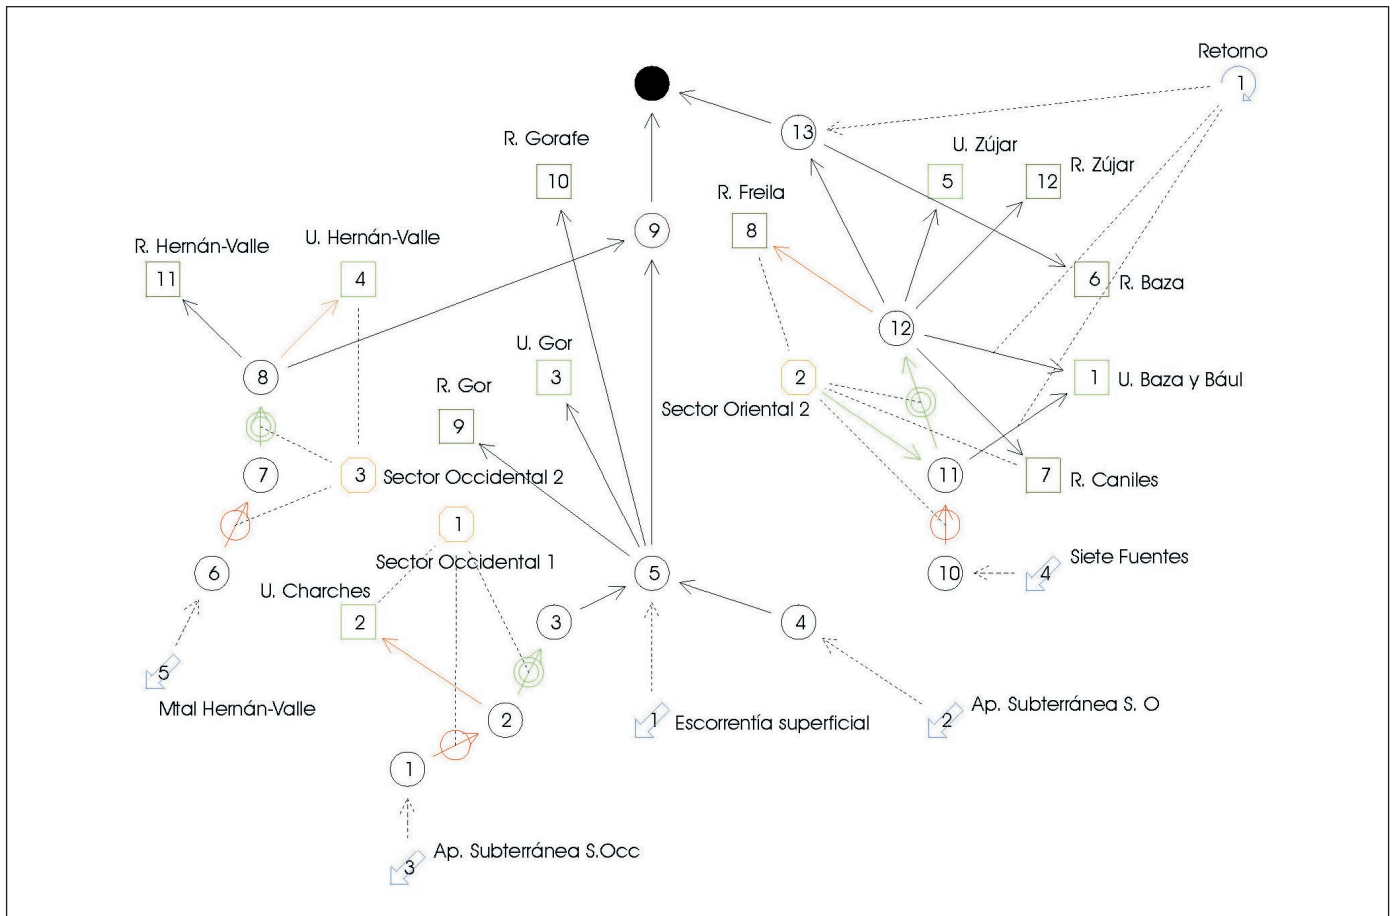 Retorno
1
13
R. Gorafe
U. Zújar
R. Zújar
10
5
12
R. Freila
8
9
R. Hernán-Valle
U. Hernán-Valle
11
4
6
R. Baza
12
U. Gor
3
8
R. Gor
2
1
U. Baza y Bául
Sector Oriental 2
9
7
3
Sector Occidental 2
11
7
R. Caniles
1
Sector Occidental 1
6
5
10
4
Siete Fuentes
U. Charches
2
3
4
5
Mtal Hernán-Valle
2
1
Escorrentía superficial
2
Ap. Subterránea S. O
1
3
Ap. Subterránea S.Occ